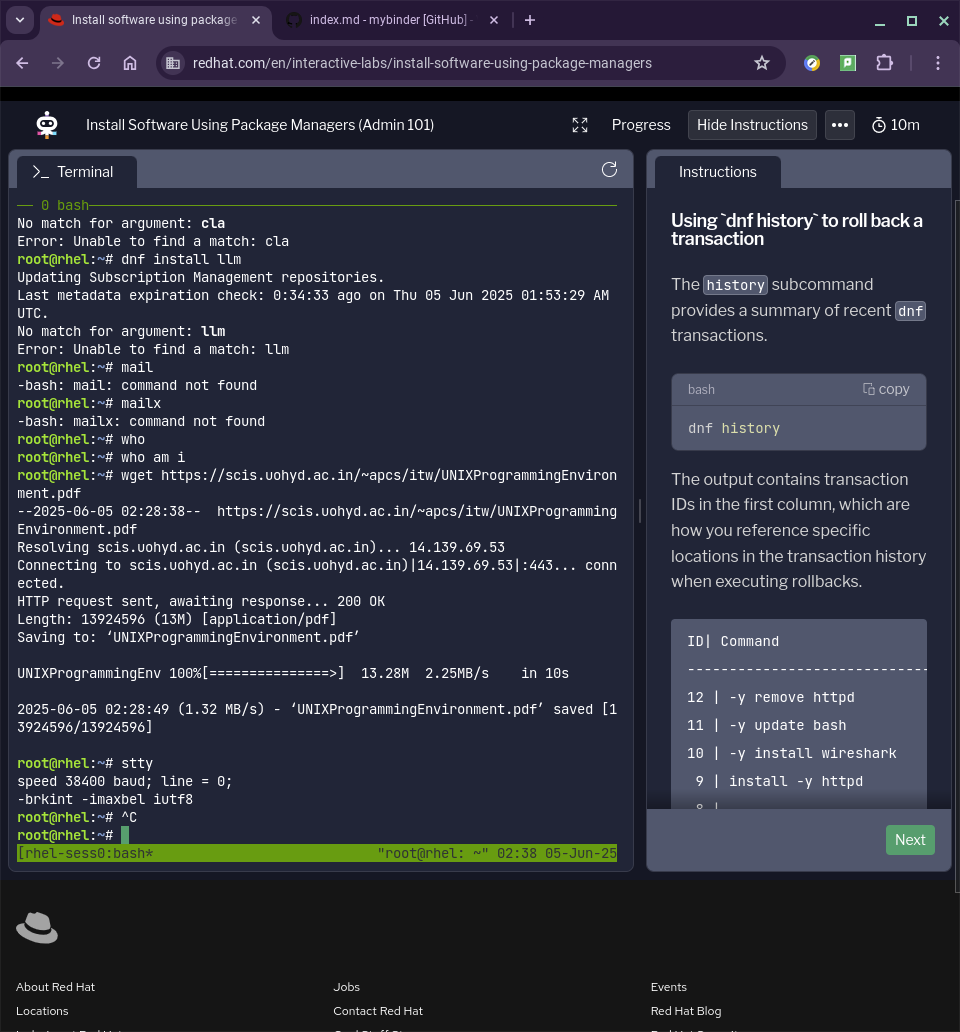 Install software using package
index.md - mybinder [GitHub] -
redhat.com/en/interactive-labs/install-software-using-package-managers
Install Software Using Package Managers (Admin 101)
Progress
Hide Instructions
•••
10m
Terminal
0 bash
No match for argument: cla
Error: Unable to find a match: cla
root@rhel:~# dnf install llm
Updating Subscription Management repositories.
Last metadata expiration check: 0:34:33 ago on Thu 05 Jun 2025 01:53:29 AM
UTC.
No match for argument: llm
Error: Unable to find a match: llm
root@rhel:~# mail
-bash: mail: command not found
root@rhel:~# mailx
-bash: mailx: command not found
root@rhel:~# who
root@rhel:~# who am i
root@rhel:~# wget https://scis.uohyd.ac.in/~apcs/itw/UNIXProgrammingEnviron
ment.pdf
--2025-06-05 02:28:38--  https://scis.uohyd.ac.in/~apcs/itw/UNIXProgramming
Environment.pdf
Resolving scis.uohyd.ac.in (scis.uohyd.ac.in)... 14.139.69.53
Connecting to scis.uohyd.ac.in (scis.uohyd.ac.in)|14.139.69.53|:443... conn
ected.
HTTP request sent, awaiting response... 200 OK
Length: 13924596 (13M) [application/pdf]
Saving to: ‘UNIXProgrammingEnvironment.pdf’
UNIXProgrammingEnv 100%[===============>]  13.28M  2.25MB/s    in 10s
2025-06-05 02:28:49 (1.32 MB/s) - ‘UNIXProgrammingEnvironment.pdf’ saved [1
3924596/13924596]
root@rhel:~# stty
speed 38400 baud; line = 0;
-brkint -imaxbel iutf8
root@rhel:~# ^C
root@rhel:~#
[rhel-sess0:bash*
"root@rhel: ~" 02:38 05-Jun-25
Instructions
Using `dnf history` to roll back a
transaction
The history subcommand
provides a summary of recent dnf
transactions.
bash
copy
dnf history
The output contains transaction
IDs in the first column, which are
how you reference specific
locations in the transaction history
when executing rollbacks.
ID| Command
-----------------------------
12 | -y remove httpd
11 | -y update bash
10 | -y install wireshark
9 | install -y httpd
8 |
Next
About Red Hat
Jobs
Events
Locations
Contact Red Hat
Red Hat Blog